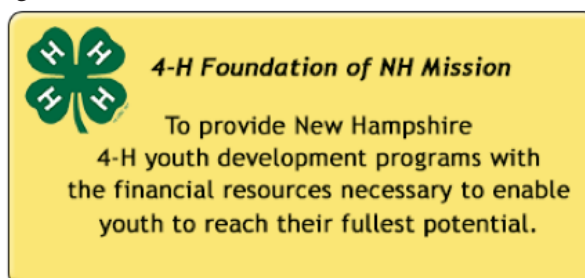 H H
H H
4-H Foundation of NH Mission
To provide New Hampshire
4-H youth development programs with
the financial resources necessary to enable
youth to reach their fullest potential.